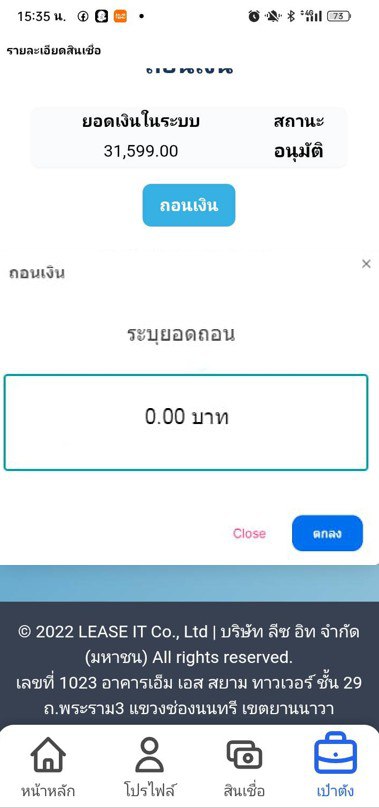 15:35 น.
4G
73
รายละเอียดสินเชื่อ
ถอนเงิน
ยอดเงินในระบบ สถานะ
31,599.00 อนุมัติ
ถอนเงิน
ถอนเงิน ×
ระบุยอดถอน
0.00 บาท
Close ตกลง
© 2022 LEASE IT Co., Ltd | บริษัท ลีซ อิท จำกัด
(มหาชน) All rights reserved.
เลขที่ 1023 อาคารเอ็ม เอส สยาม ทาวเวอร์ ชั้น 29
ถ.พระราม3 แขวงช่องนนทรี เขตยานนาวา
หน้าหลัก โปรไฟล์ สินเชื่อ เป๋าตัง